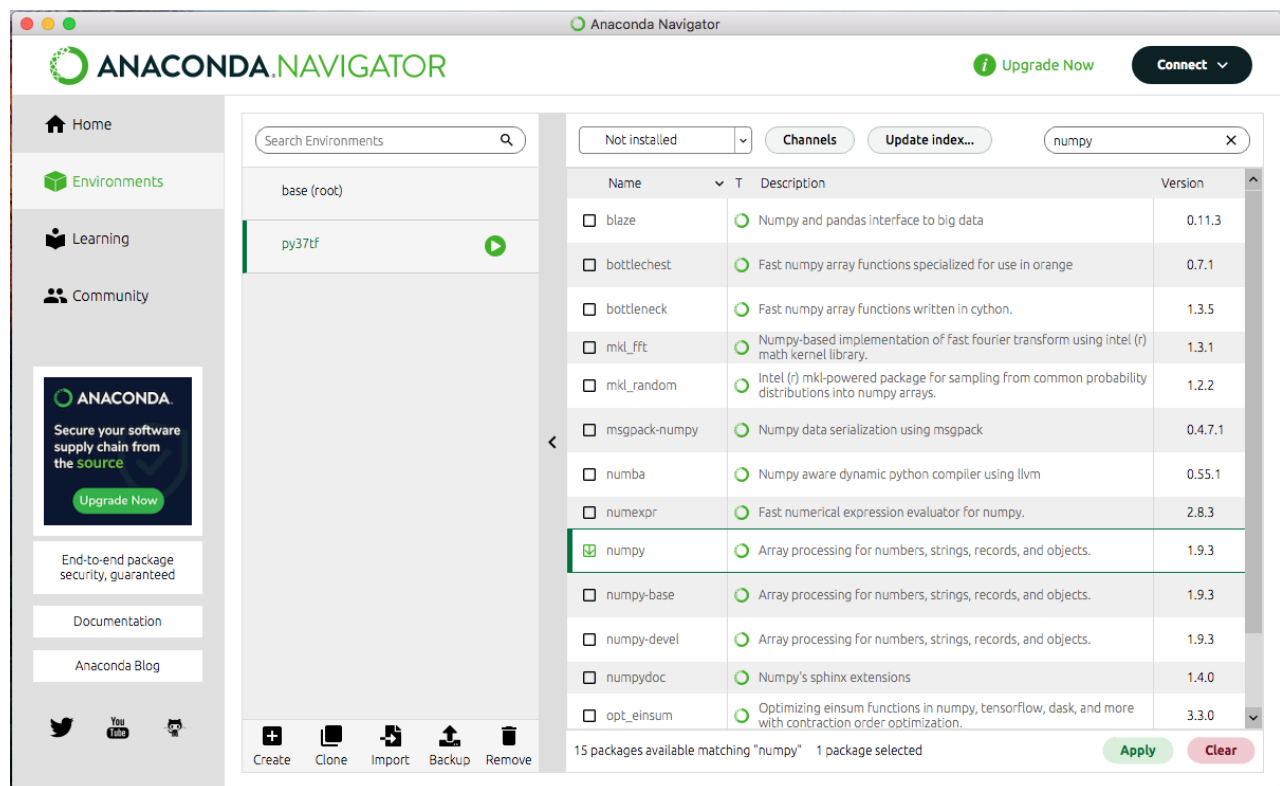 Anaconda Navigator
ANACONDA.NAVIGATOR
i Upgrade Now
Connect
Home
Environments
Learning
Community
ANACONDA.
Secure your software
supply chain from
the source
Upgrade Now
End-to-end package
security, guaranteed
Documentation
Anaconda Blog
You
Tube
Search Environments
base (root)
py37tf
Create Clone Import Backup Remove
Not installed Channels Update index... numpy X
Name T Description Version
blaze Numpy and pandas interface to big data 0.11.3
bottlechest Fast numpy array functions specialized for use in orange 0.7.1
bottleneck Fast numpy array functions written in cython. 1.3.5
mkl_fft Numpy-based implementation of fast fourier transform using intel (r)
math kernel library. 1.3.1
mkl_random Intel (r) mkl-powered package for sampling from common probability
distributions into numpy arrays. 1.2.2
msgpack-numpy Numpy data serialization using msgpack 0.4.7.1
numba Numpy aware dynamic python compiler using llvm 0.55.1
numexpr Fast numerical expression evaluator for numpy. 2.8.3
numpy Array processing for numbers, strings, records, and objects. 1.9.3
numpy-base Array processing for numbers, strings, records, and objects. 1.9.3
numpy-devel Array processing for numbers, strings, records, and objects. 1.9.3
numpydoc Numpy's sphinx extensions 1.4.0
opt_einsum Optimizing einsum functions in numpy, tensorflow, dask, and more
with contraction order optimization. 3.3.0
15 packages available matching "numpy" 1 package selected
Apply Clear